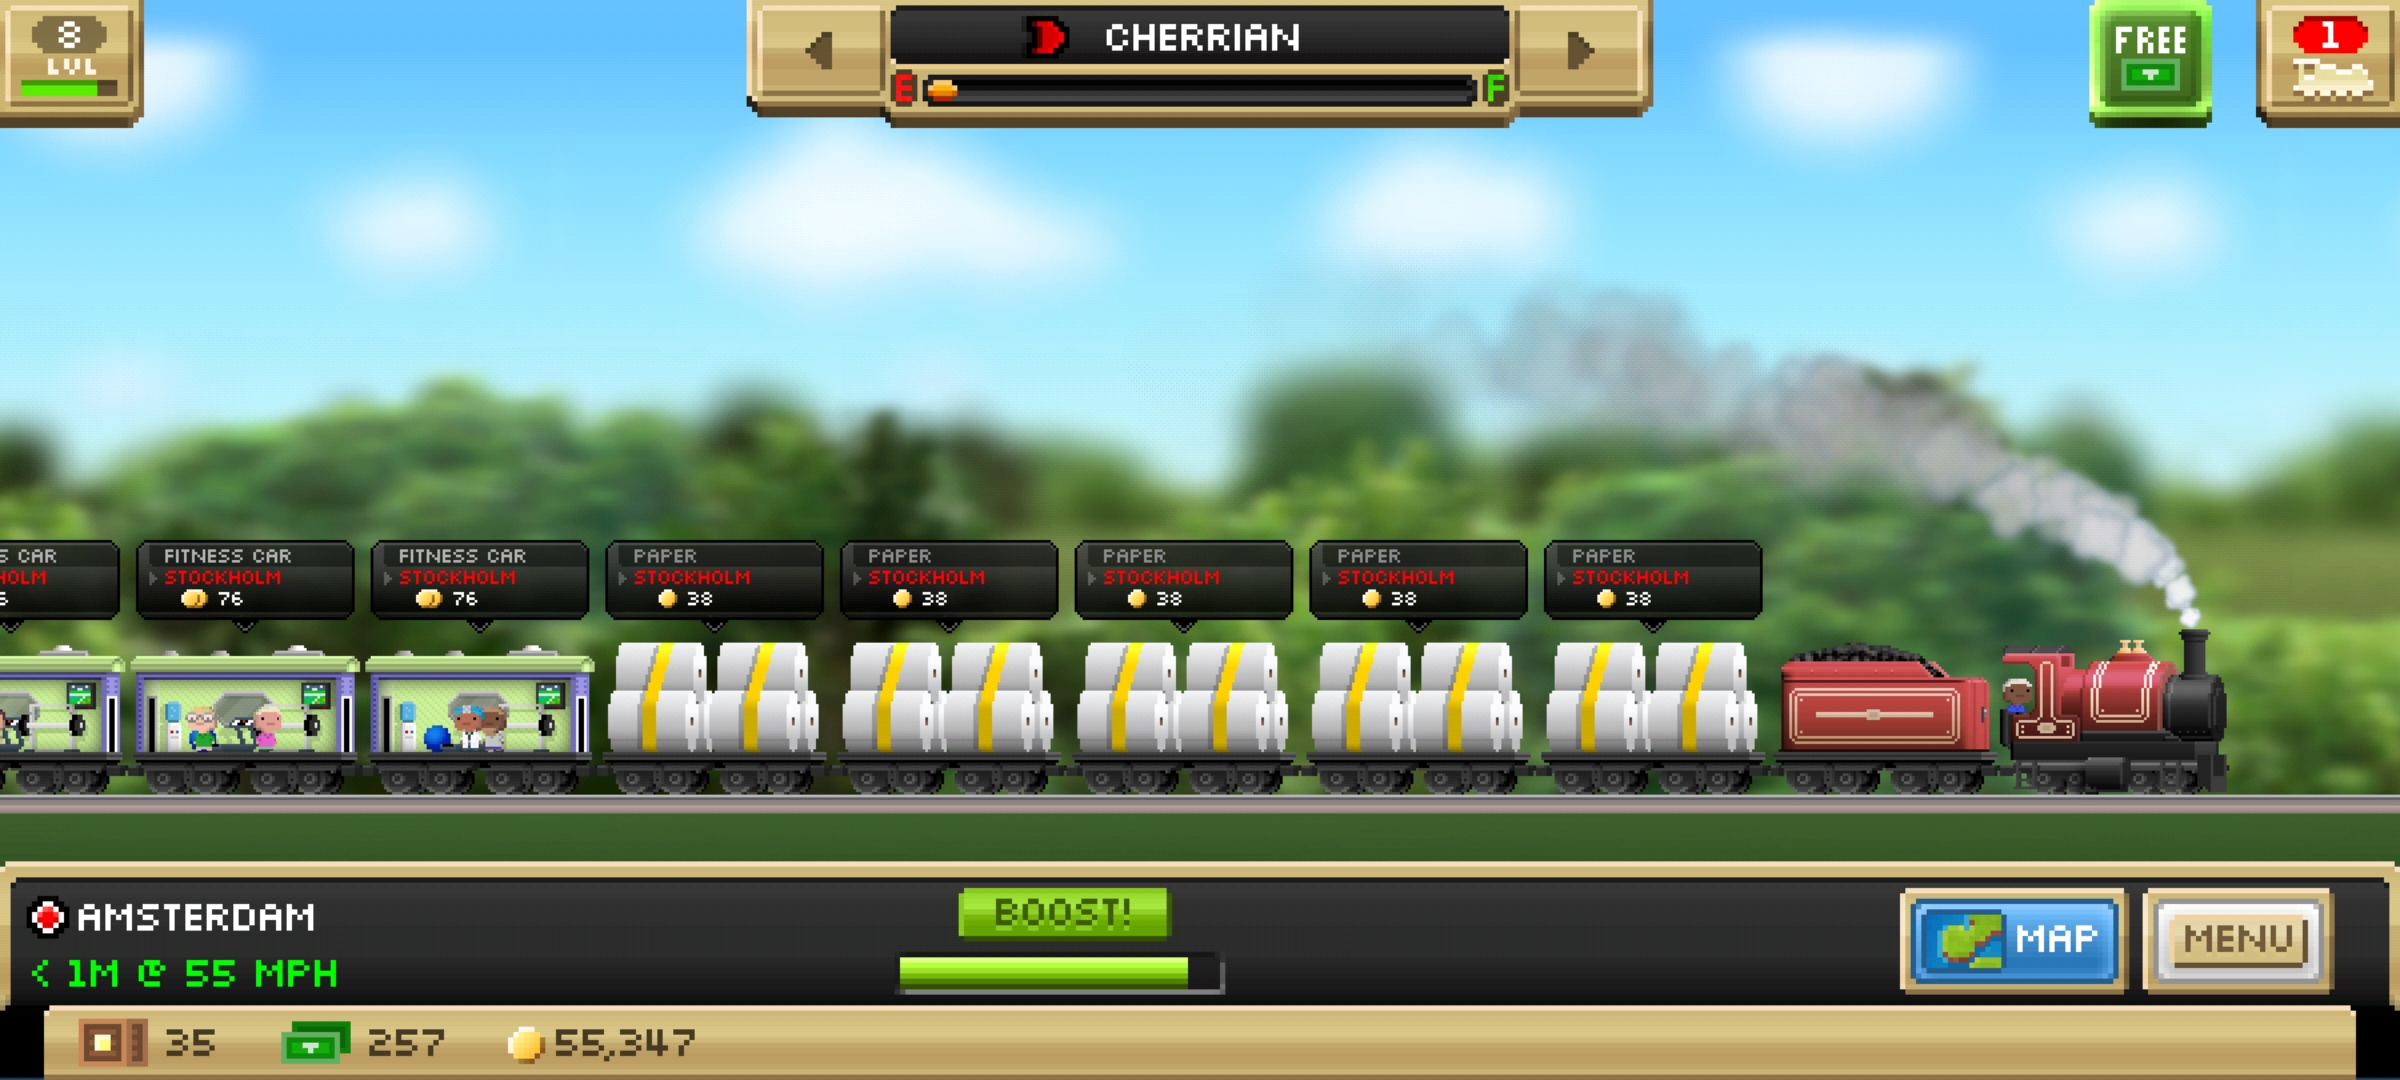 8
LVL
CHERRIAN
E F
FREE
1
S CAR
FITNESS CAR
STOCKHOLM
76
FITNESS CAR
STOCKHOLM
76
PAPER
STOCKHOLM
38
PAPER
STOCKHOLM
38
PAPER
STOCKHOLM
38
PAPER
STOCKHOLM
38
PAPER
STOCKHOLM
38
AMSTERDAM
< 1M @ 55 MPH
BOOST!
MAP
MENU
35
257
55,347